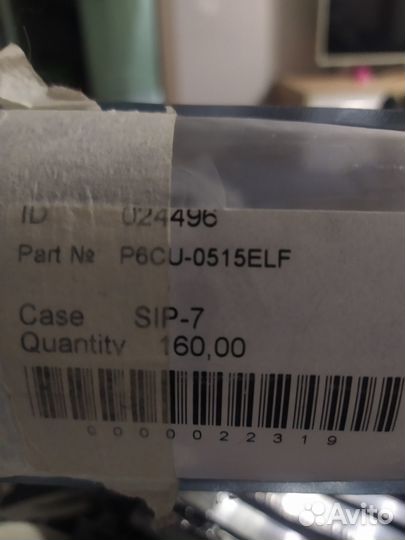 ID 024496
Part № P6CU-0515ELF
Case SIP-7
Quantity 160,00
0000022319
Avito